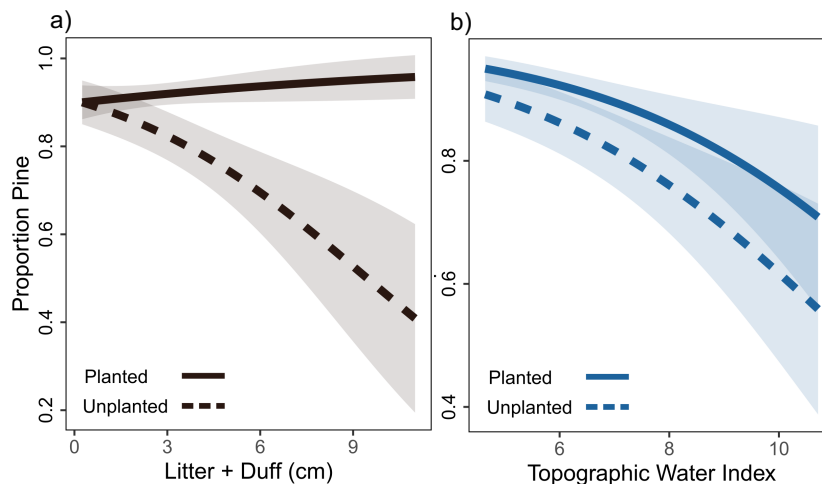 a)
Proportion Pine
1.0
0.8
0.6
0.4
0.2
Planted
Unplanted
0 3 6 9
Litter + Duff (cm)
b)
0.8
0.6
0.4
Planted
Unplanted
6 8 10
Topographic Water Index